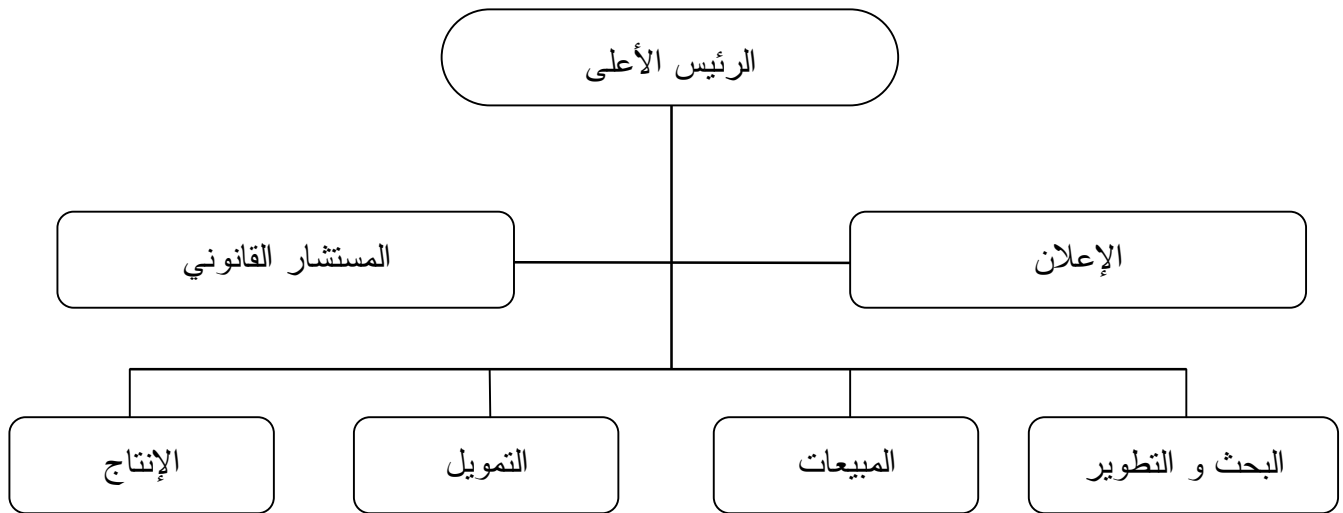 الرئيس الأعلى
الإعلان
المستشار القانوني
البحث و التطوير
المبيعات
التمويل
الإنتاج